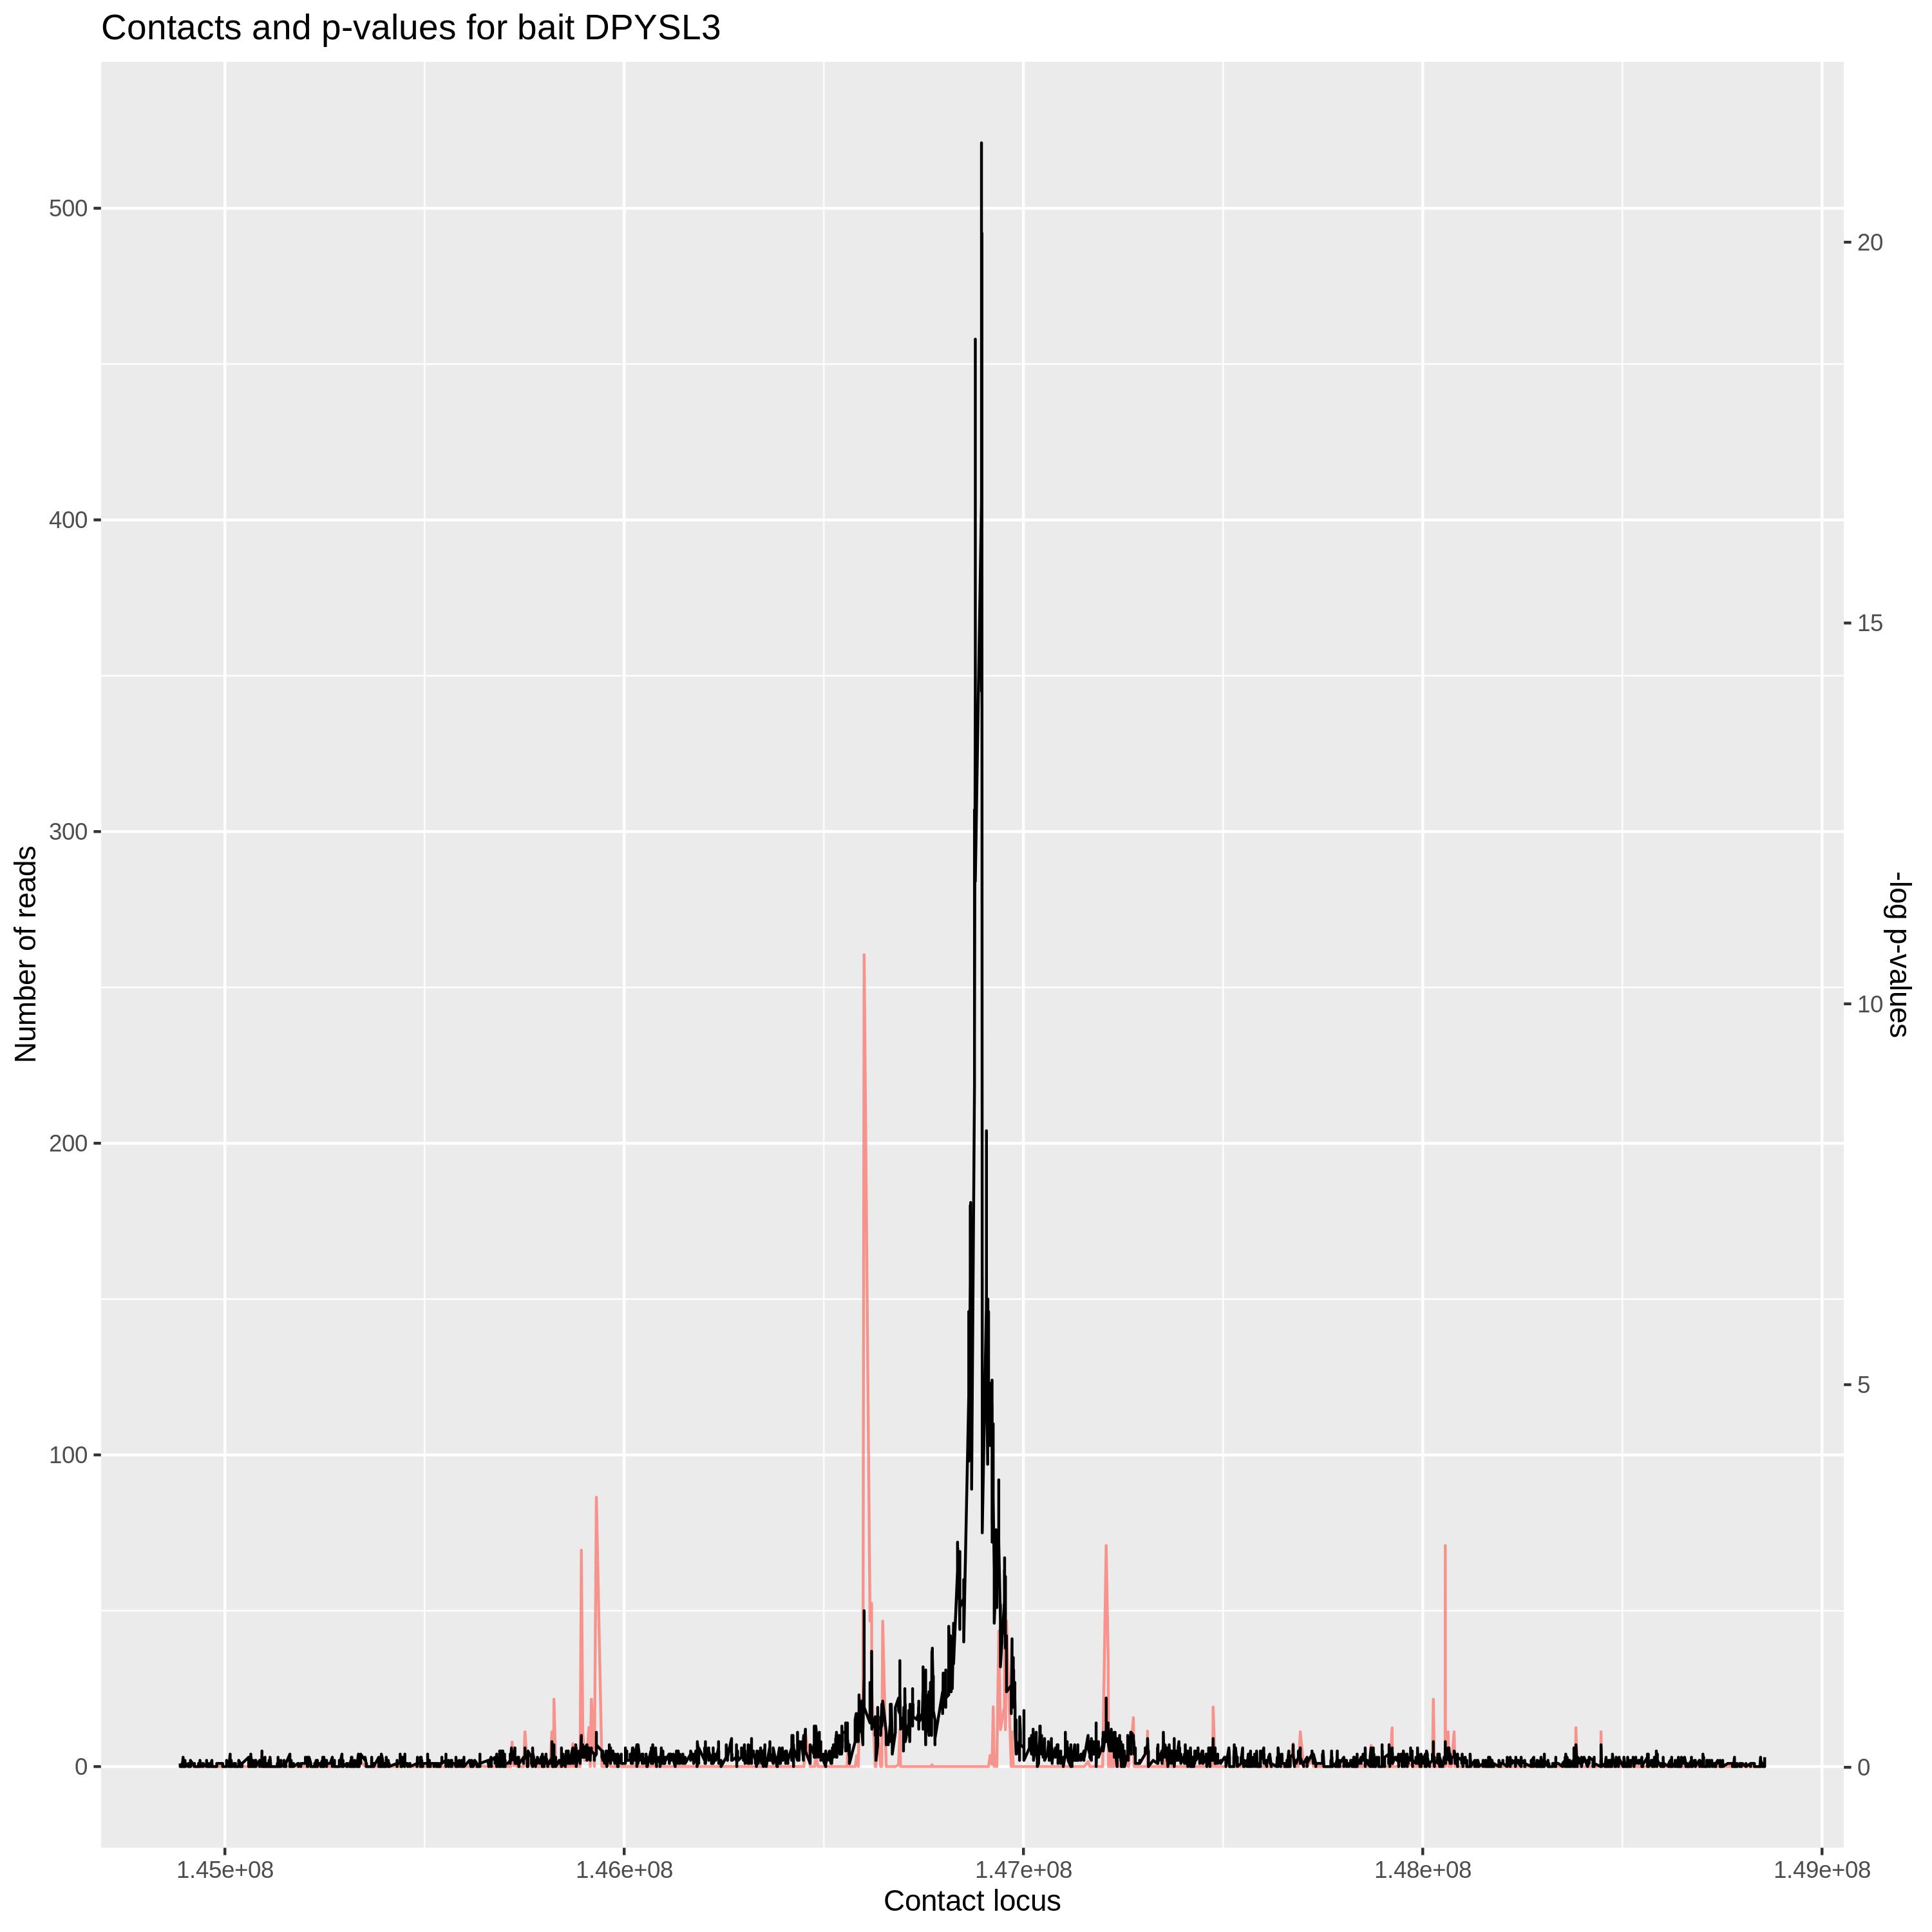 Contacts and p-values for bait DPYSL3
Number of reads
500
400
300
200
100
0
20
15
10
5
0
-log p-values
1.45e+08
1.46e+08
1.47e+08
1.48e+08
1.49e+08
Contact locus